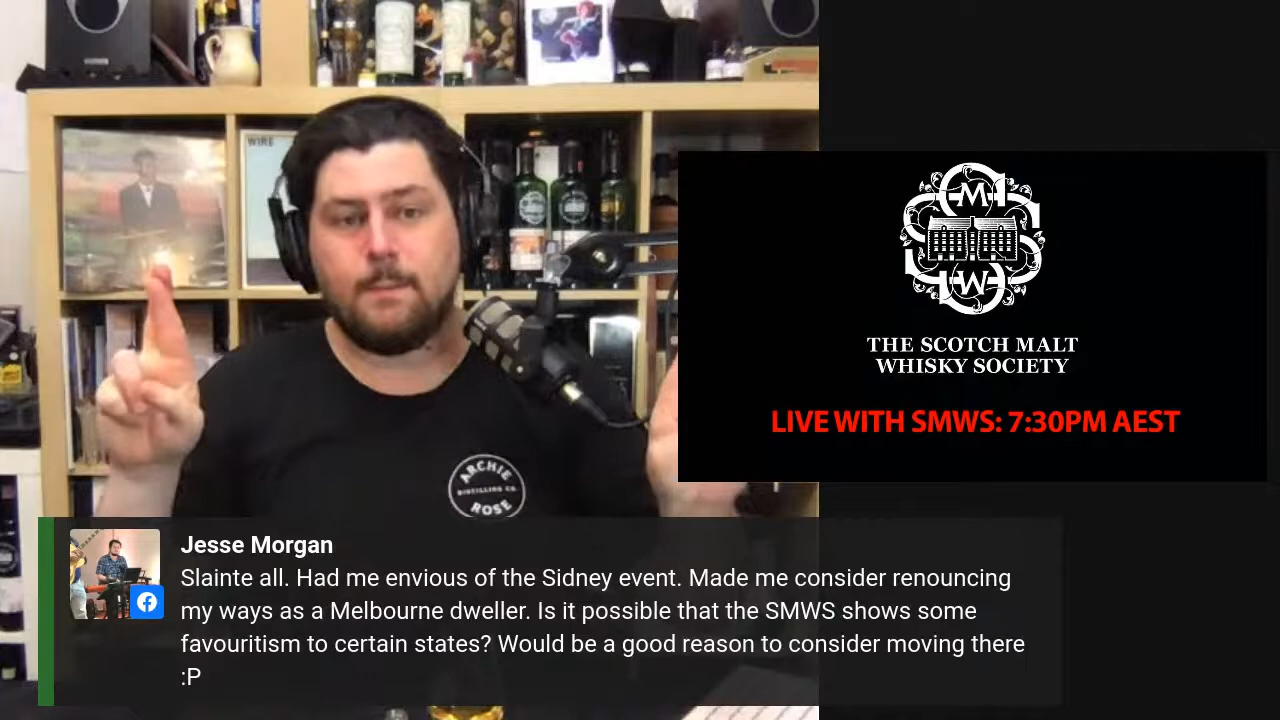 WIRE
M
W
THE SCOTCH MALT
WHISKY SOCIETY
LIVE WITH SMWS: 7:30PM AEST
ARCHIE
DISTILLING CO.
ROSE
Jesse Morgan
Slainte all. Had me envious of the Sidney event. Made me consider renouncing
my ways as a Melbourne dweller. Is it possible that the SMWS shows some
favouritism to certain states? Would be a good reason to consider moving there
:P